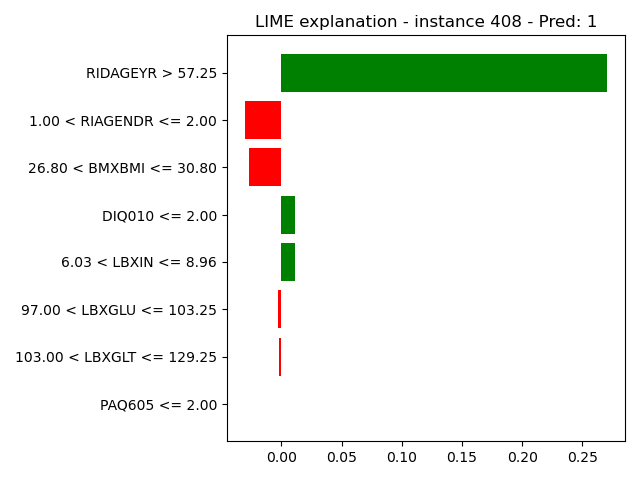 LIME explanation - instance 408 - Pred: 1
RIDAGEYR > 57.25
1.00 < RIAGENDR <= 2.00
26.80 < BMXBMI <= 30.80
DIQ010 <= 2.00
6.03 < LBXIN <= 8.96
97.00 < LBXGLU <= 103.25
103.00 < LBXGLT <= 129.25
PAQ605 <= 2.00
0.00 0.05 0.10 0.15 0.20 0.25